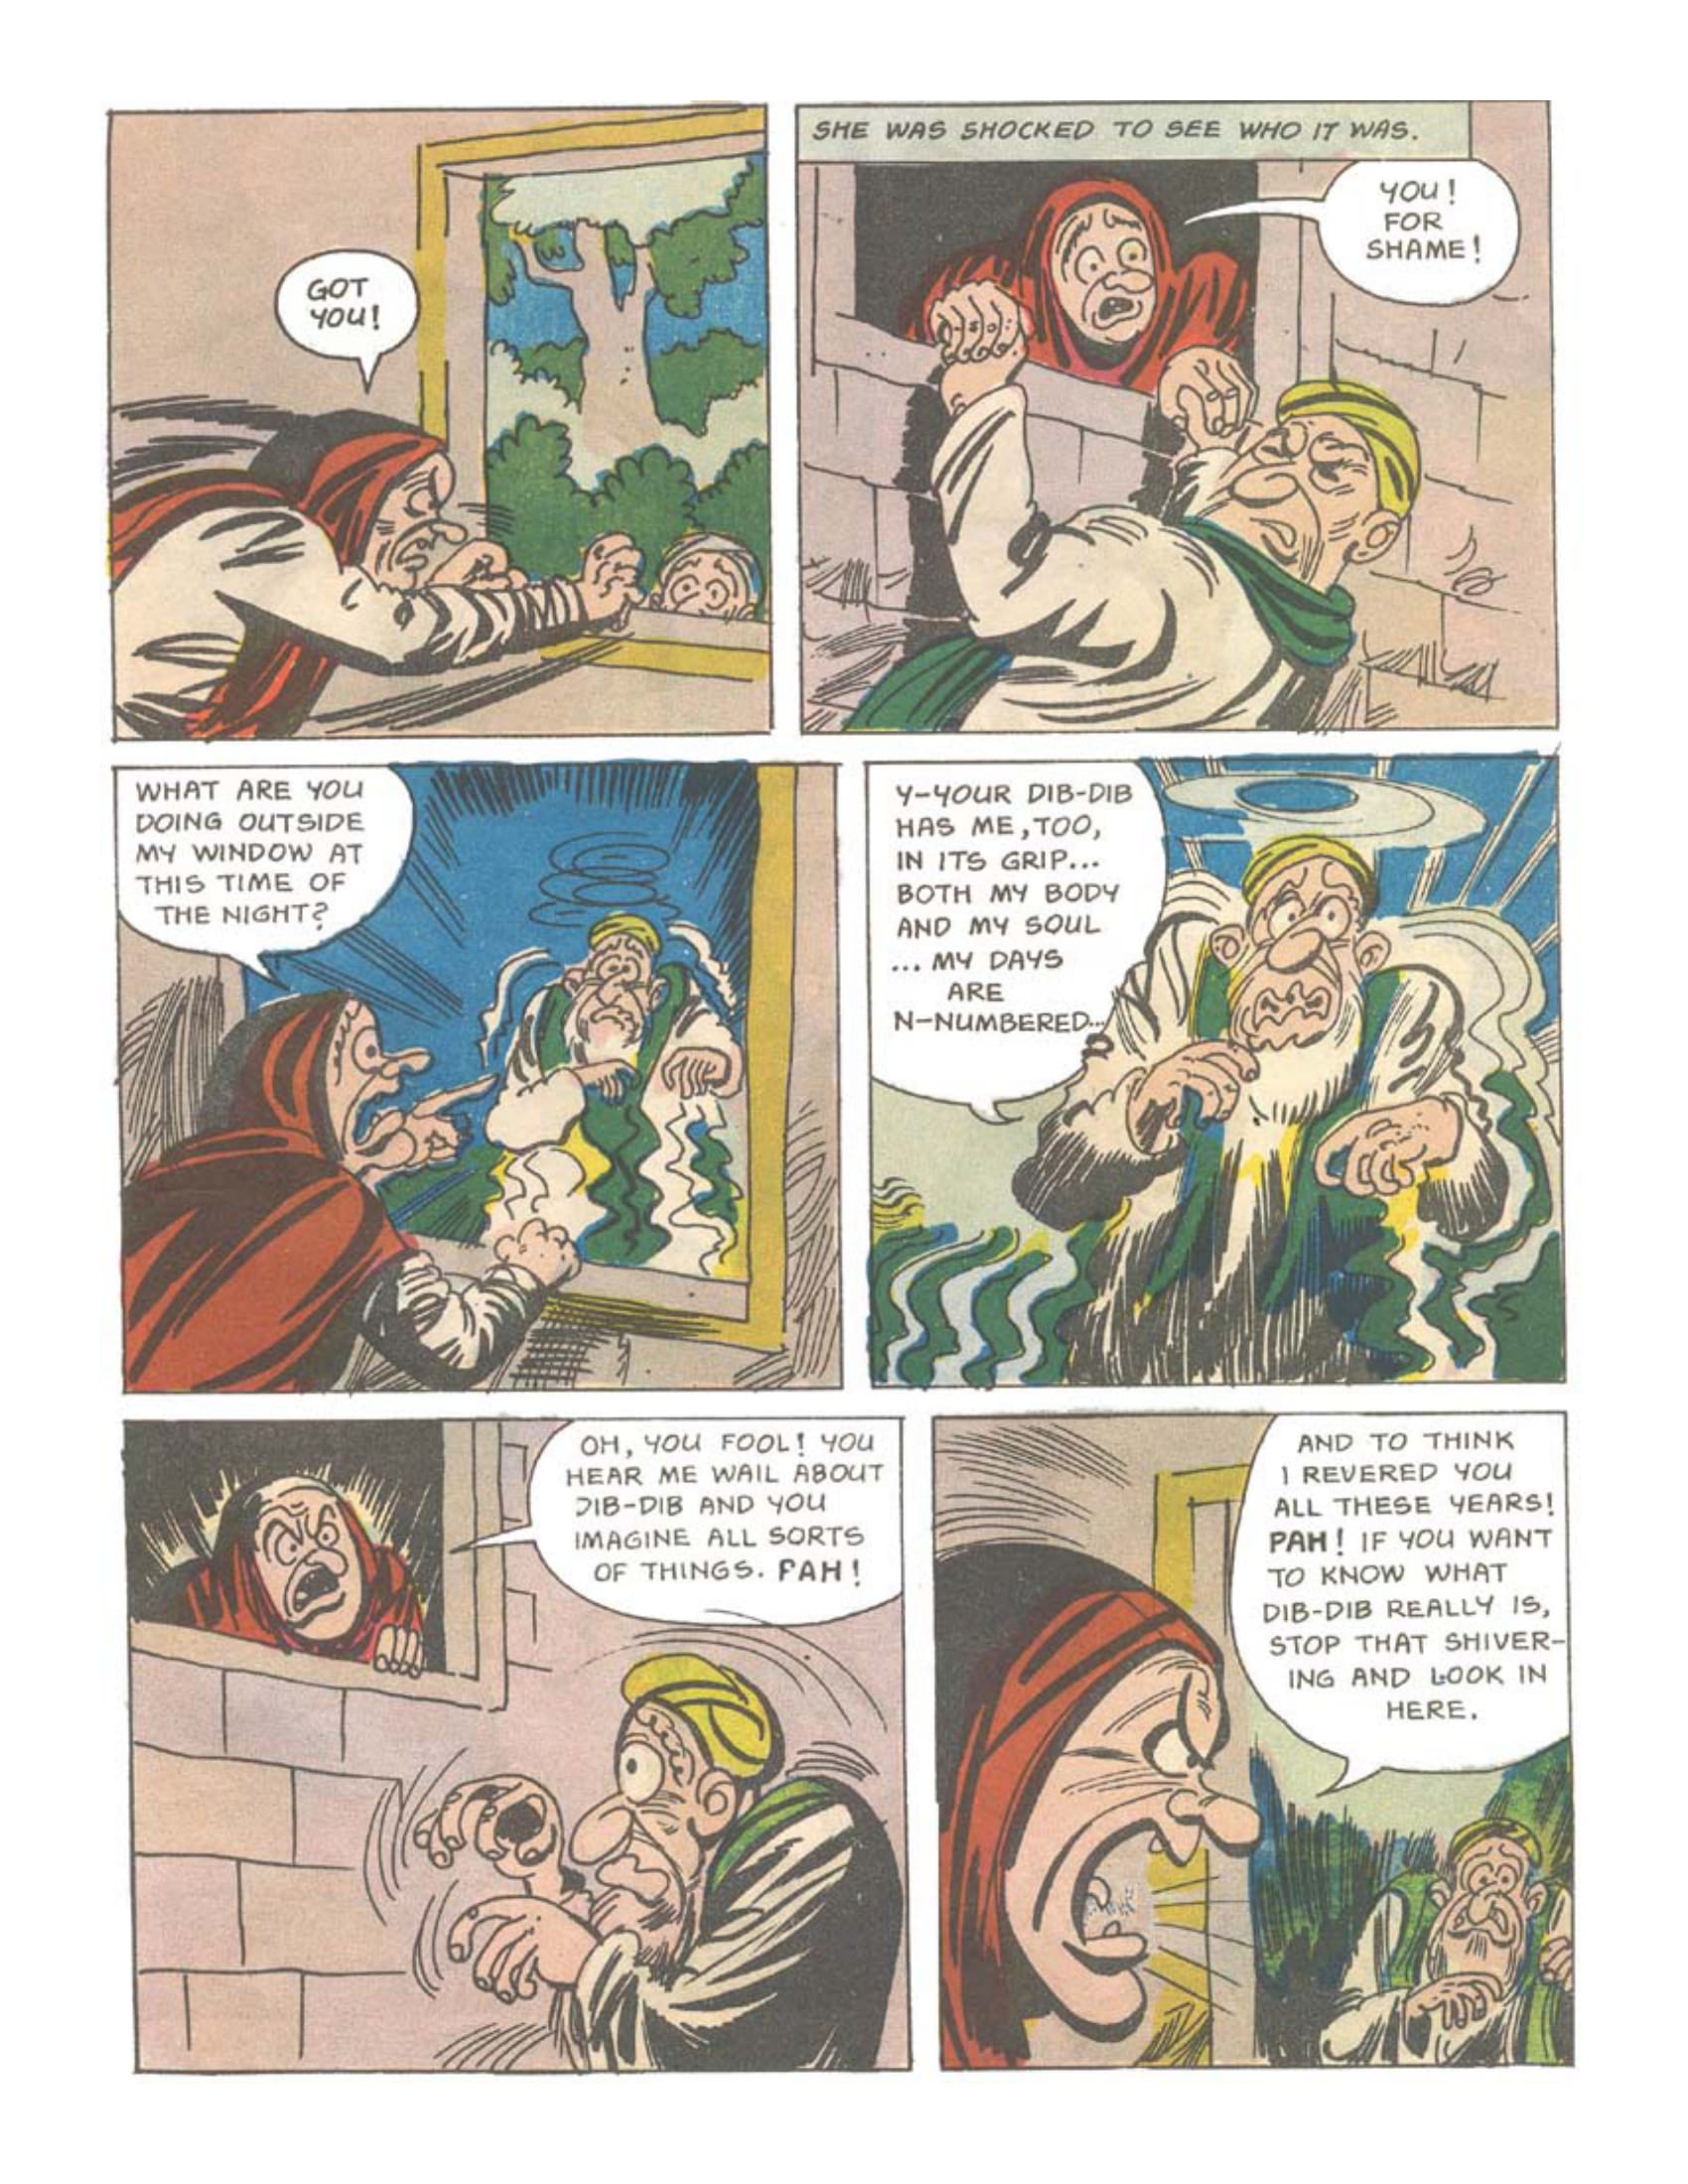 GOT
YOU!
SHE WAS SHOCKED TO SEE WHO IT WAS.
YOU!
FOR
SHAME!
WHAT ARE YOU
DOING OUTSIDE
MY WINDOW AT
THIS TIME OF
THE NIGHT?
Y-YOUR DIB-DIB
HAS ME, TOO,
IN ITS GRIP...
BOTH MY BODY
AND MY SOUL
... MY DAYS
ARE
N-NUMBERED...
OH, YOU FOOL! YOU
HEAR ME WAIL ABOUT
DIB-DIB AND YOU
IMAGINE ALL SORTS
OF THINGS. PAH!
AND TO THINK
I REVERED YOU
ALL THESE YEARS!
PAH! IF YOU WANT
TO KNOW WHAT
DIB-DIB REALLY IS,
STOP THAT SHIVER-
ING AND LOOK IN
HERE.